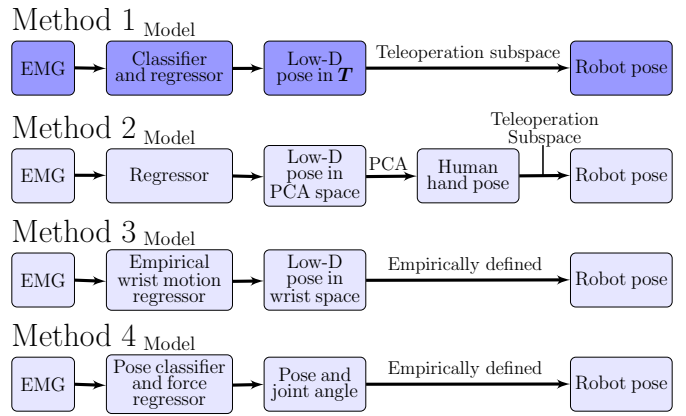 Method 1 Model
EMG
Classifier
and regressor
Low-D
pose in T
Teleoperation subspace
Robot pose
Method 2 Model
EMG
Regressor
Low-D
pose in
PCA space
PCA
Human
hand pose
Teleoperation
Subspace
Robot pose
Method 3 Model
EMG
Empirical
wrist motion
regressor
Low-D
pose in
wrist space
Empirically defined
Robot pose
Method 4 Model
EMG
Pose classifier
and force
regressor
Pose and
joint angle
Empirically defined
Robot pose